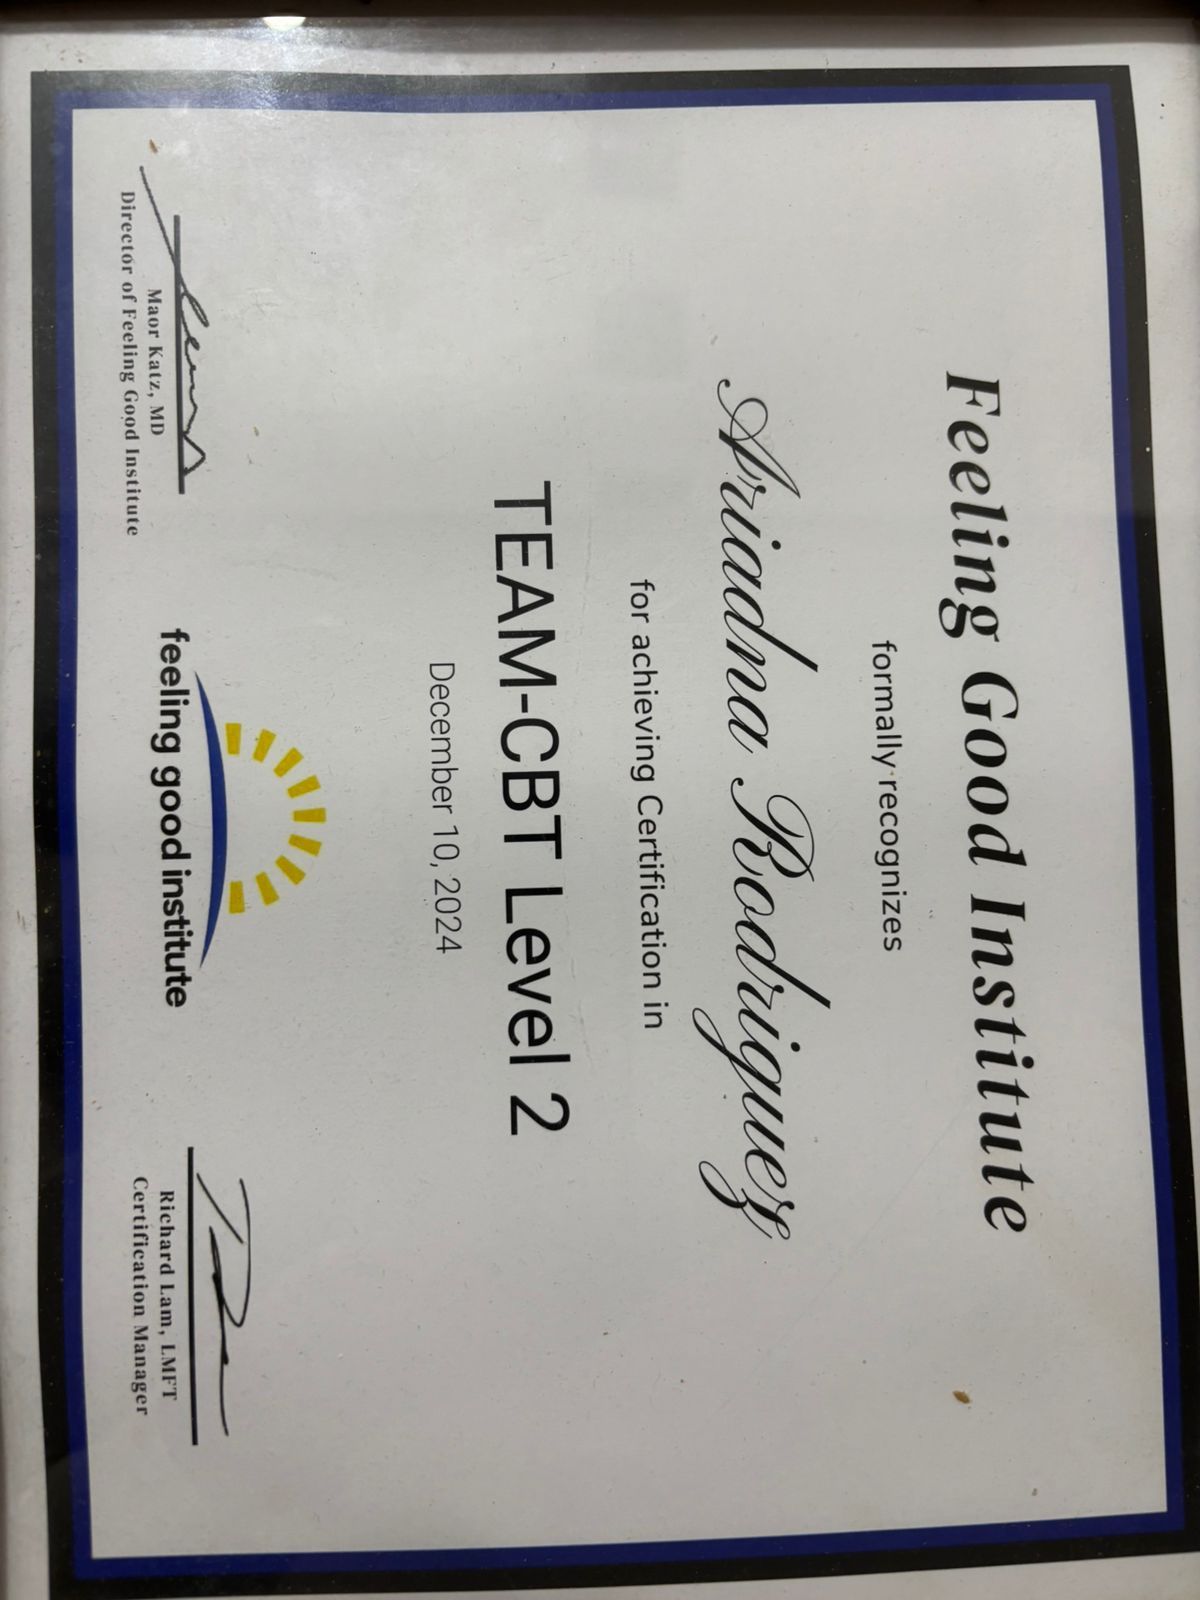 Feeling Good Institute
formally recognizes
Ariadna Rodriguez
for achieving Certification in
TEAM-CBT Level 2
December 10, 2024
Maor Katz, MD
Director of Feeling Good Institute
feeling good institute
Richard Lam, LMFT
Certification Manager